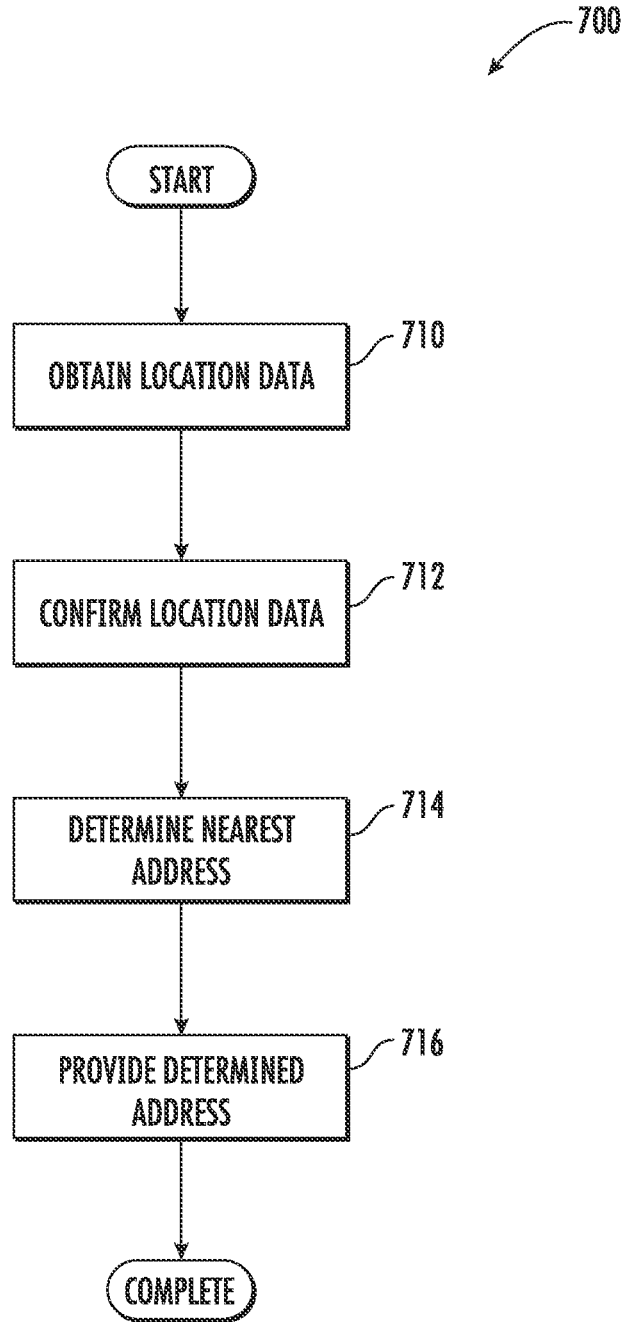 700
START
710
OBTAIN LOCATION DATA
712
CONFIRM LOCATION DATA
714
DETERMINE NEAREST
ADDRESS
716
PROVIDE DETERMINED
ADDRESS
COMPLETE